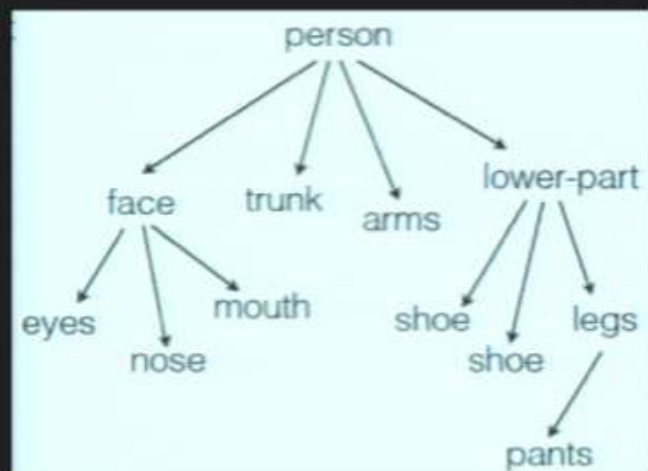 person
face
trunk
arms
lower-part
eyes
nose
mouth
shoe
shoe
legs
pants